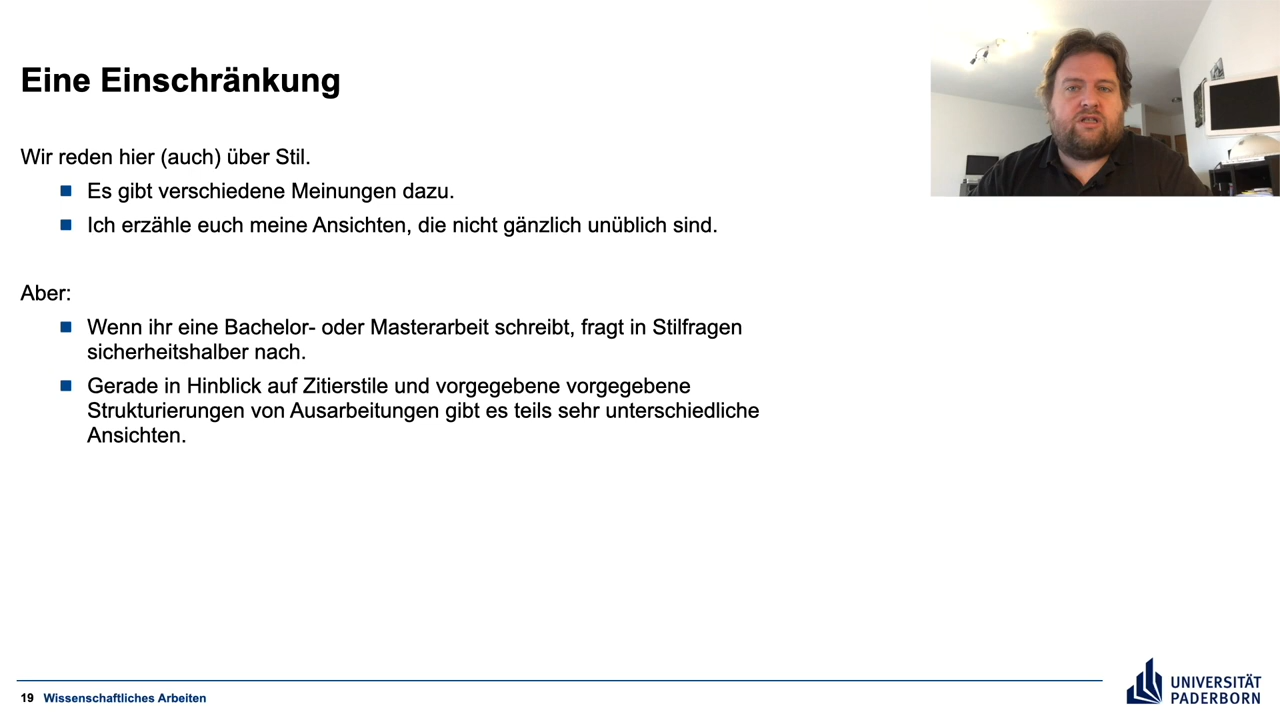 Eine Einschränkung
Wir reden hier (auch) über Stil.
Es gibt verschiedene Meinungen dazu.
Ich erzähle euch meine Ansichten, die nicht gänzlich unüblich sind.
Aber:
Wenn ihr eine Bachelor- oder Masterarbeit schreibt, fragt in Stilfragen
sicherheitshalber nach.
Gerade in Hinblick auf Zitierstile und vorgegebene vorgegebene
Strukturierungen von Ausarbeitungen gibt es teils sehr unterschiedliche
Ansichten.
19 Wissenschaftliches Arbeiten
UNIVERSITÄT
PADERBORN